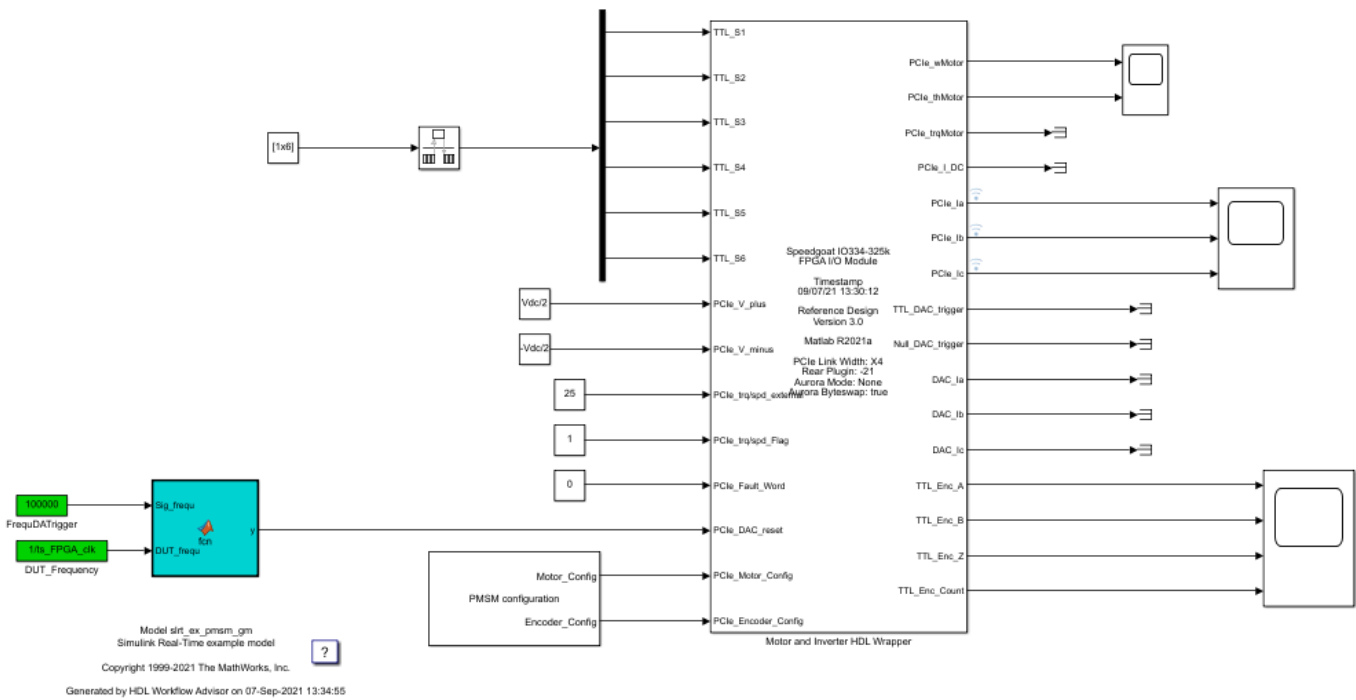 [1x6]
TTL_S1
TTL_S2
TTL_S3
TTL_S4
TTL_S5
TTL_S6
Vdc/2
PCIe_V_plus
-Vdc/2
PCIe_V_minus
25
PCIe_trq/spd_external
1
PCIe_trq/spd_Flag
0
PCIe_Fault_Word
PCIe_DAC_reset
PCIe_Motor_Config
PCIe_Encoder_Config
Speedgoat IO334-325k
FPGA I/O Module
Timestamp
09/07/21 13:30:12
Reference Design
Version 3.0
Matlab R2021a
PCIe Link Width: X4
Rear Plugin: -21
Aurora Mode: None
Aurora Byteswap: true
PCIe_wMotor
PCIe_thMotor
PCIe_trqMotor
PCIe_I_DC
PCIe_Ia
PCIe_Ib
PCIe_Ic
TTL_DAC_trigger
Null_DAC_trigger
DAC_Ia
DAC_Ib
DAC_Ic
TTL_Enc_A
TTL_Enc_B
TTL_Enc_Z
TTL_Enc_Count
Motor and Inverter HDL Wrapper
100000
FrequDATrigger
1/ts_FPGA_clk
DUT_Frequency
Sig_frequ
DUT_frequ
fcn
y
Motor_Config
PMSM configuration
Encoder_Config
Model slrt_ex_pmsm_gm
Simulink Real-Time example model
?
Copyright 1999-2021 The MathWorks, Inc.
Generated by HDL Workflow Advisor on 07-Sep-2021 13:34:55